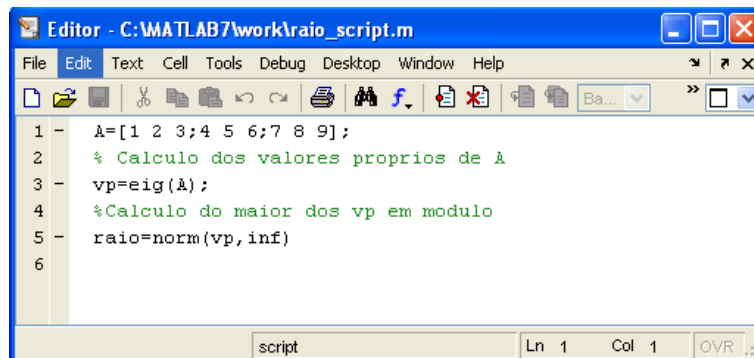 Editor - C:\MATLAB7\work\raio_script.m
File Edit Text Cell Tools Debug Desktop Window Help
Ba...
1 - A=[1 2 3;4 5 6;7 8 9];
2 % Calculo dos valores proprios de A
3 - vp=eig(A);
4 %Calculo do maior dos vp em modulo
5 - raio=norm(vp,inf)
6
script Ln 1 Col 1 OVR